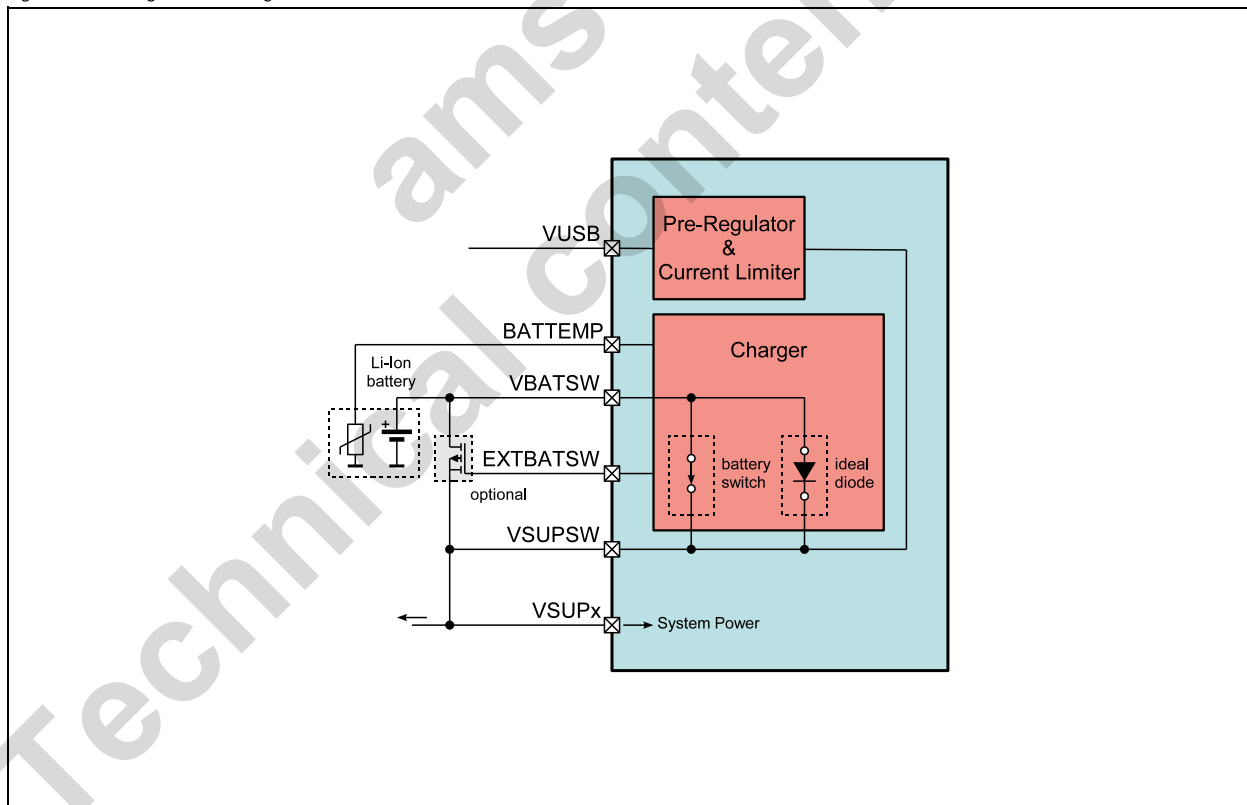 Pre-Regulator
&
Current Limiter
VUSB
BATTEMP
Charger
Li-Ion
battery
VBATSW
+
EXTBATSW
optional
battery
switch
ideal
diode
VSUPSW
VSUPx
System Power
ams
Technical content